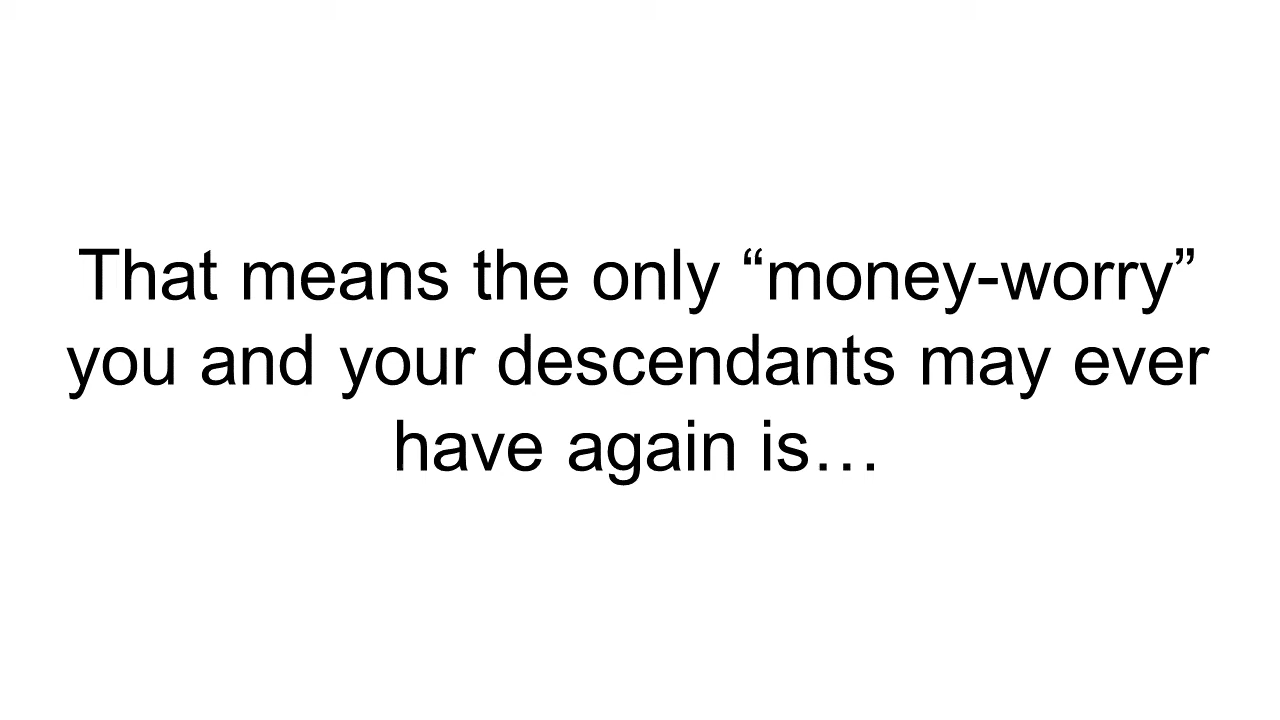 That means the only “money-worry”
you and your descendants may ever
have again is…